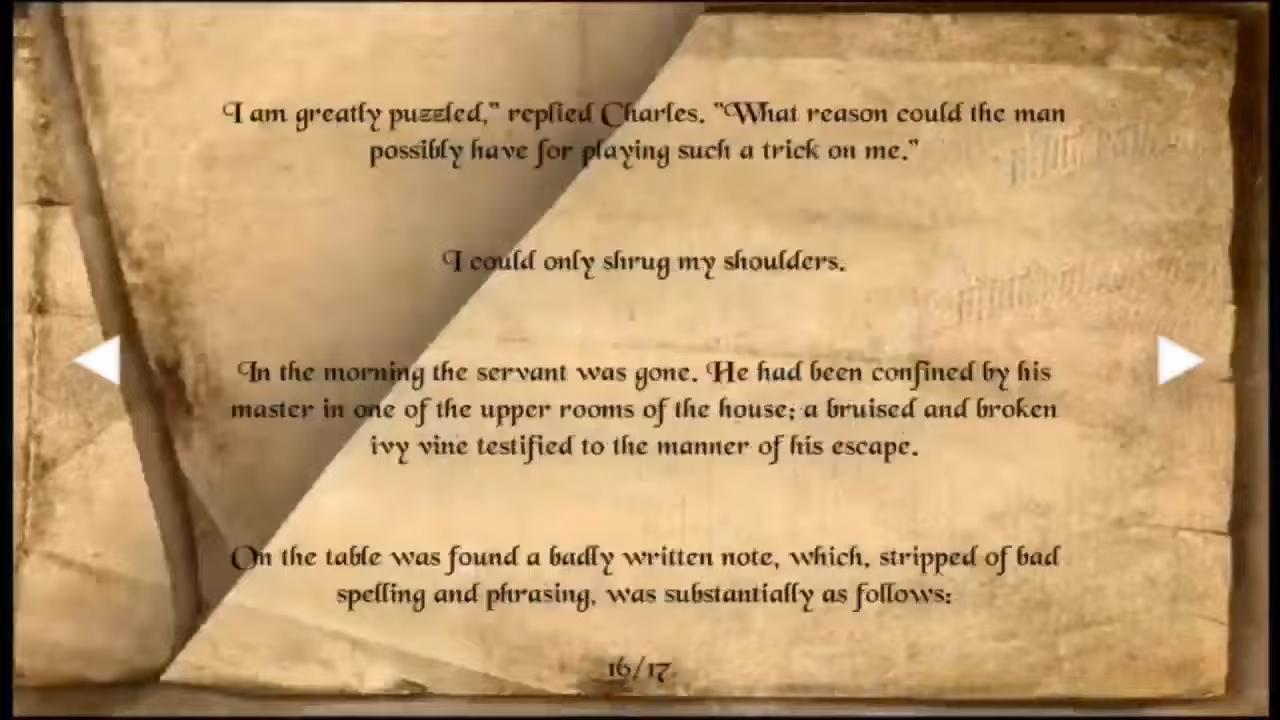 I am greatly puzzled," replied Charles. "What reason could the man
possibly have for playing such a trick on me."
I could only shrug my shoulders.
In the morning the servant was gone. He had been confined by his
master in one of the upper rooms of the house; a bruised and broken
ivy vine testified to the manner of his escape.
On the table was found a badly written note, which, stripped of bad
spelling and phrasing, was substantially as follows:
16/17